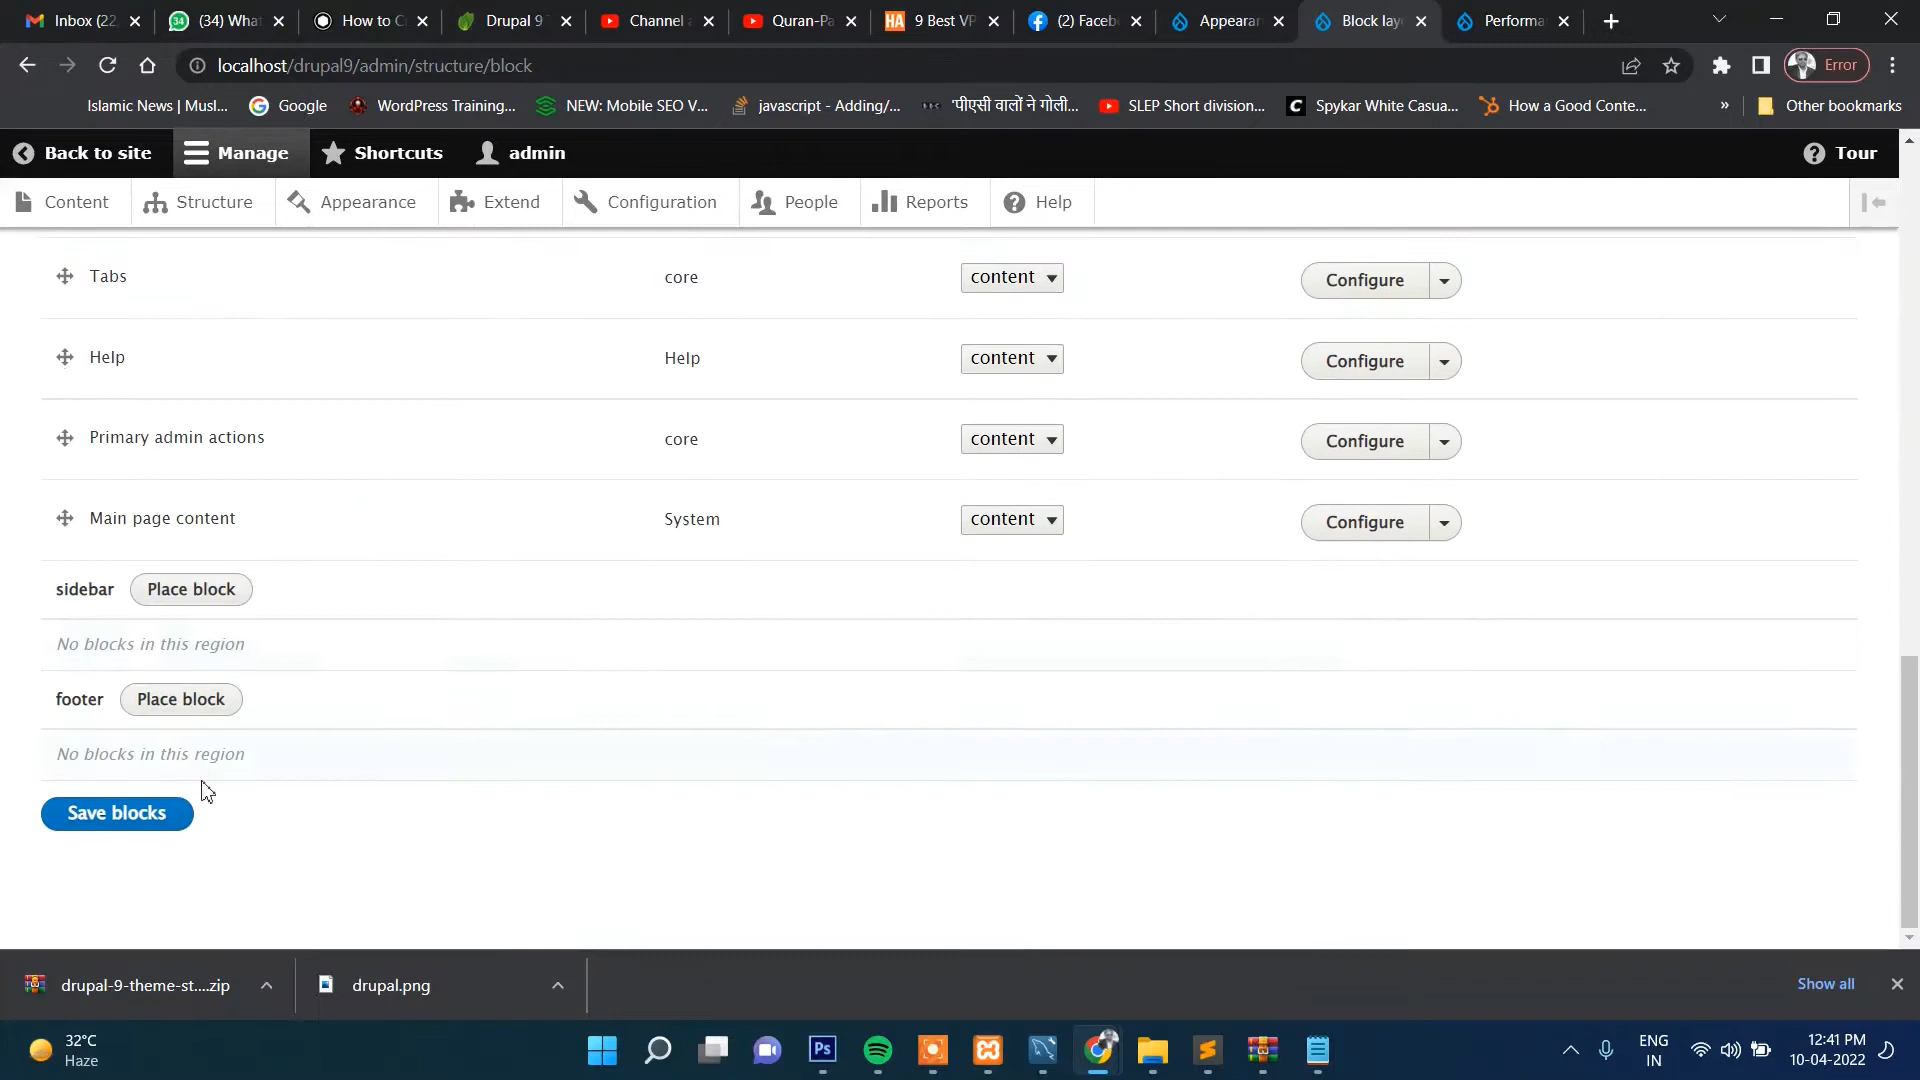 Inbox (22
(34) What
How to C
Drupal 9
Channel
Quran-Pa
9 Best VP
(2) Faceb
Appearan
Block lay
Performa
localhost/drupal9/admin/structure/block
Error
Islamic News | Musl...
Google
WordPress Training...
NEW: Mobile SEO V...
javascript - Adding/...
'पीएसी वालों ने गोली...
SLEP Short division...
Spykar White Casua...
How a Good Conte...
»
Other bookmarks
Back to site
Manage
Shortcuts
admin
Tour
Content
Structure
Appearance
Extend
Configuration
People
Reports
Help
Tabs core content Configure
Help Help content Configure
Primary admin actions core content Configure
Main page content System content Configure
sidebar Place block
No blocks in this region
footer Place block
No blocks in this region
Save blocks
drupal-9-theme-st....zip
drupal.png
Show all
32°C
Haze
Ps
ENG
IN
12:41 PM
10-04-2022